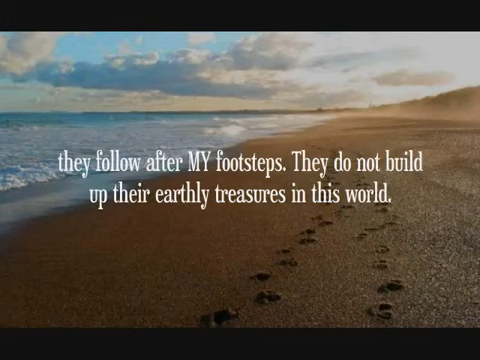 they follow after MY footsteps. They do not build
up their earthly treasures in this world.